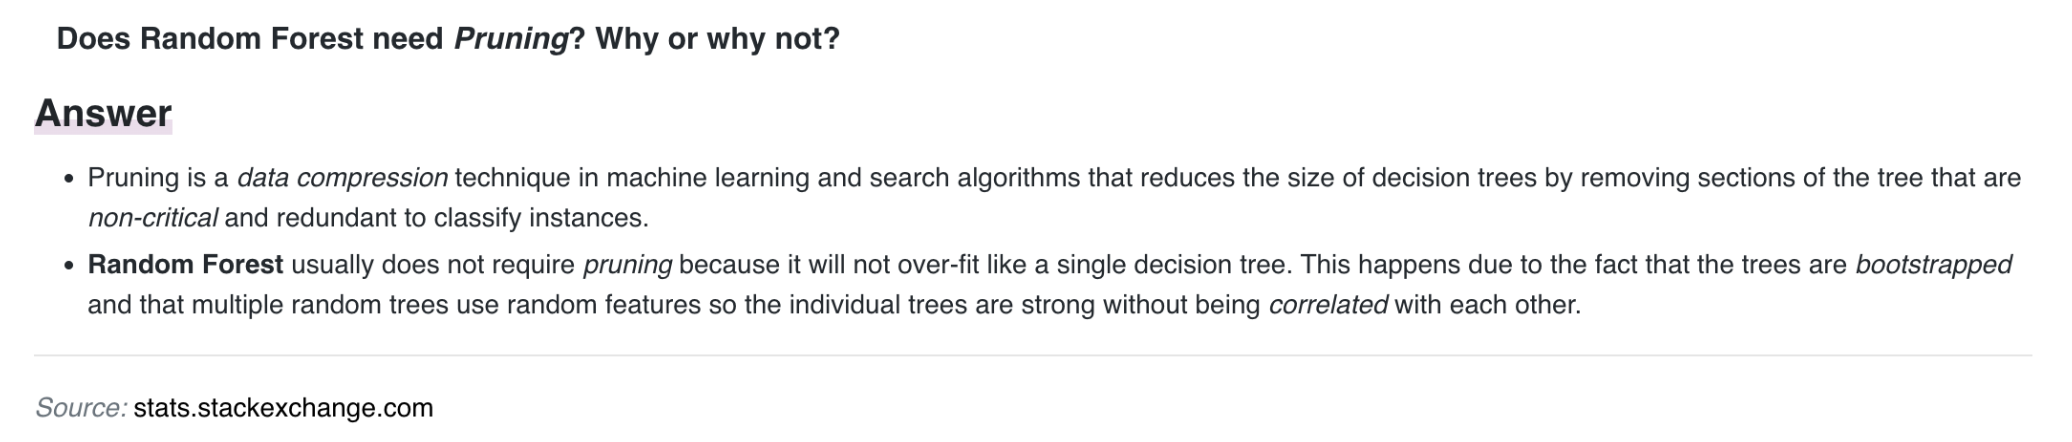 Does Random Forest need Pruning? Why or why not?
Answer
• Pruning is a data compression technique in machine learning and search algorithms that reduces the size of decision trees by removing sections of the tree that are
non-critical and redundant to classify instances.
• Random Forest usually does not require pruning because it will not over-fit like a single decision tree. This happens due to the fact that the trees are bootstrapped
and that multiple random trees use random features so the individual trees are strong without being correlated with each other.
Source: stats.stackexchange.com